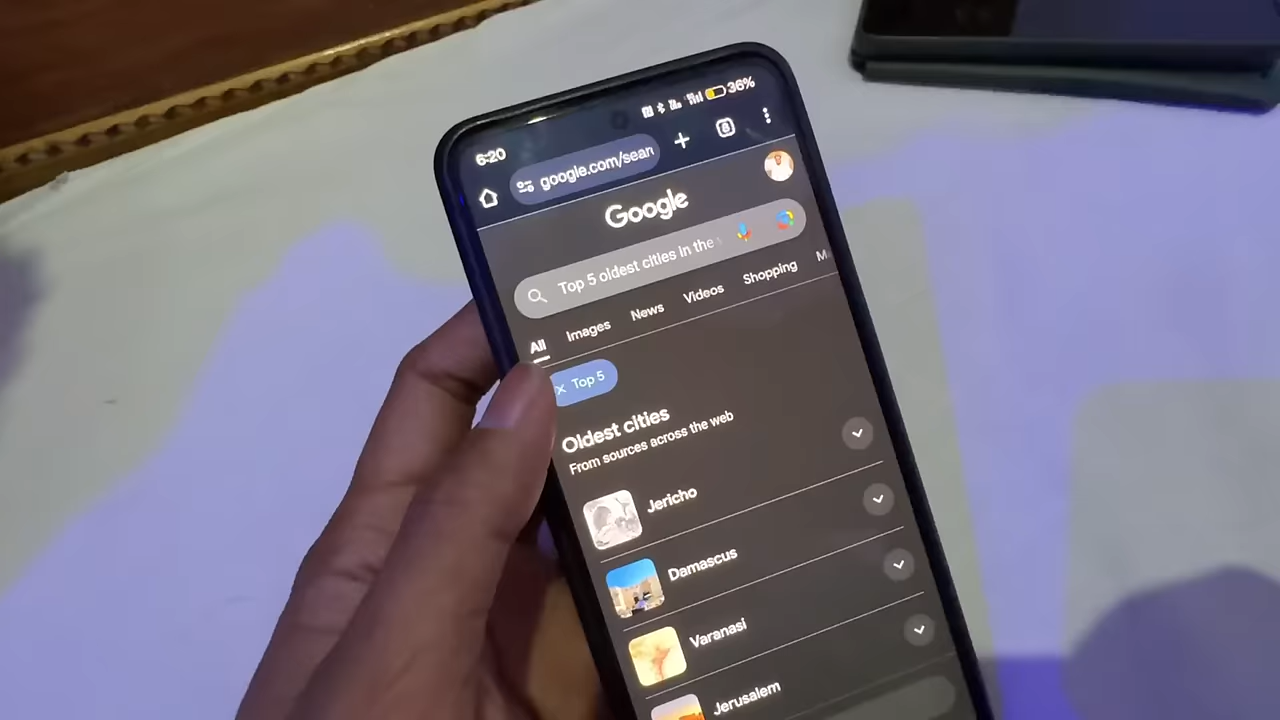 6:20
36%
google.com/sear
Google
Top 5 oldest cities in the
All Images News Videos Shopping M
Top 5
Oldest cities
From sources across the web
Jericho
Damascus
Varanasi
Jerusalem